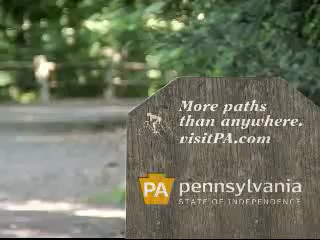 More paths
than anywhere.
visitPA.com
PA pennsylvania
STATE OF INDEPENDENCE